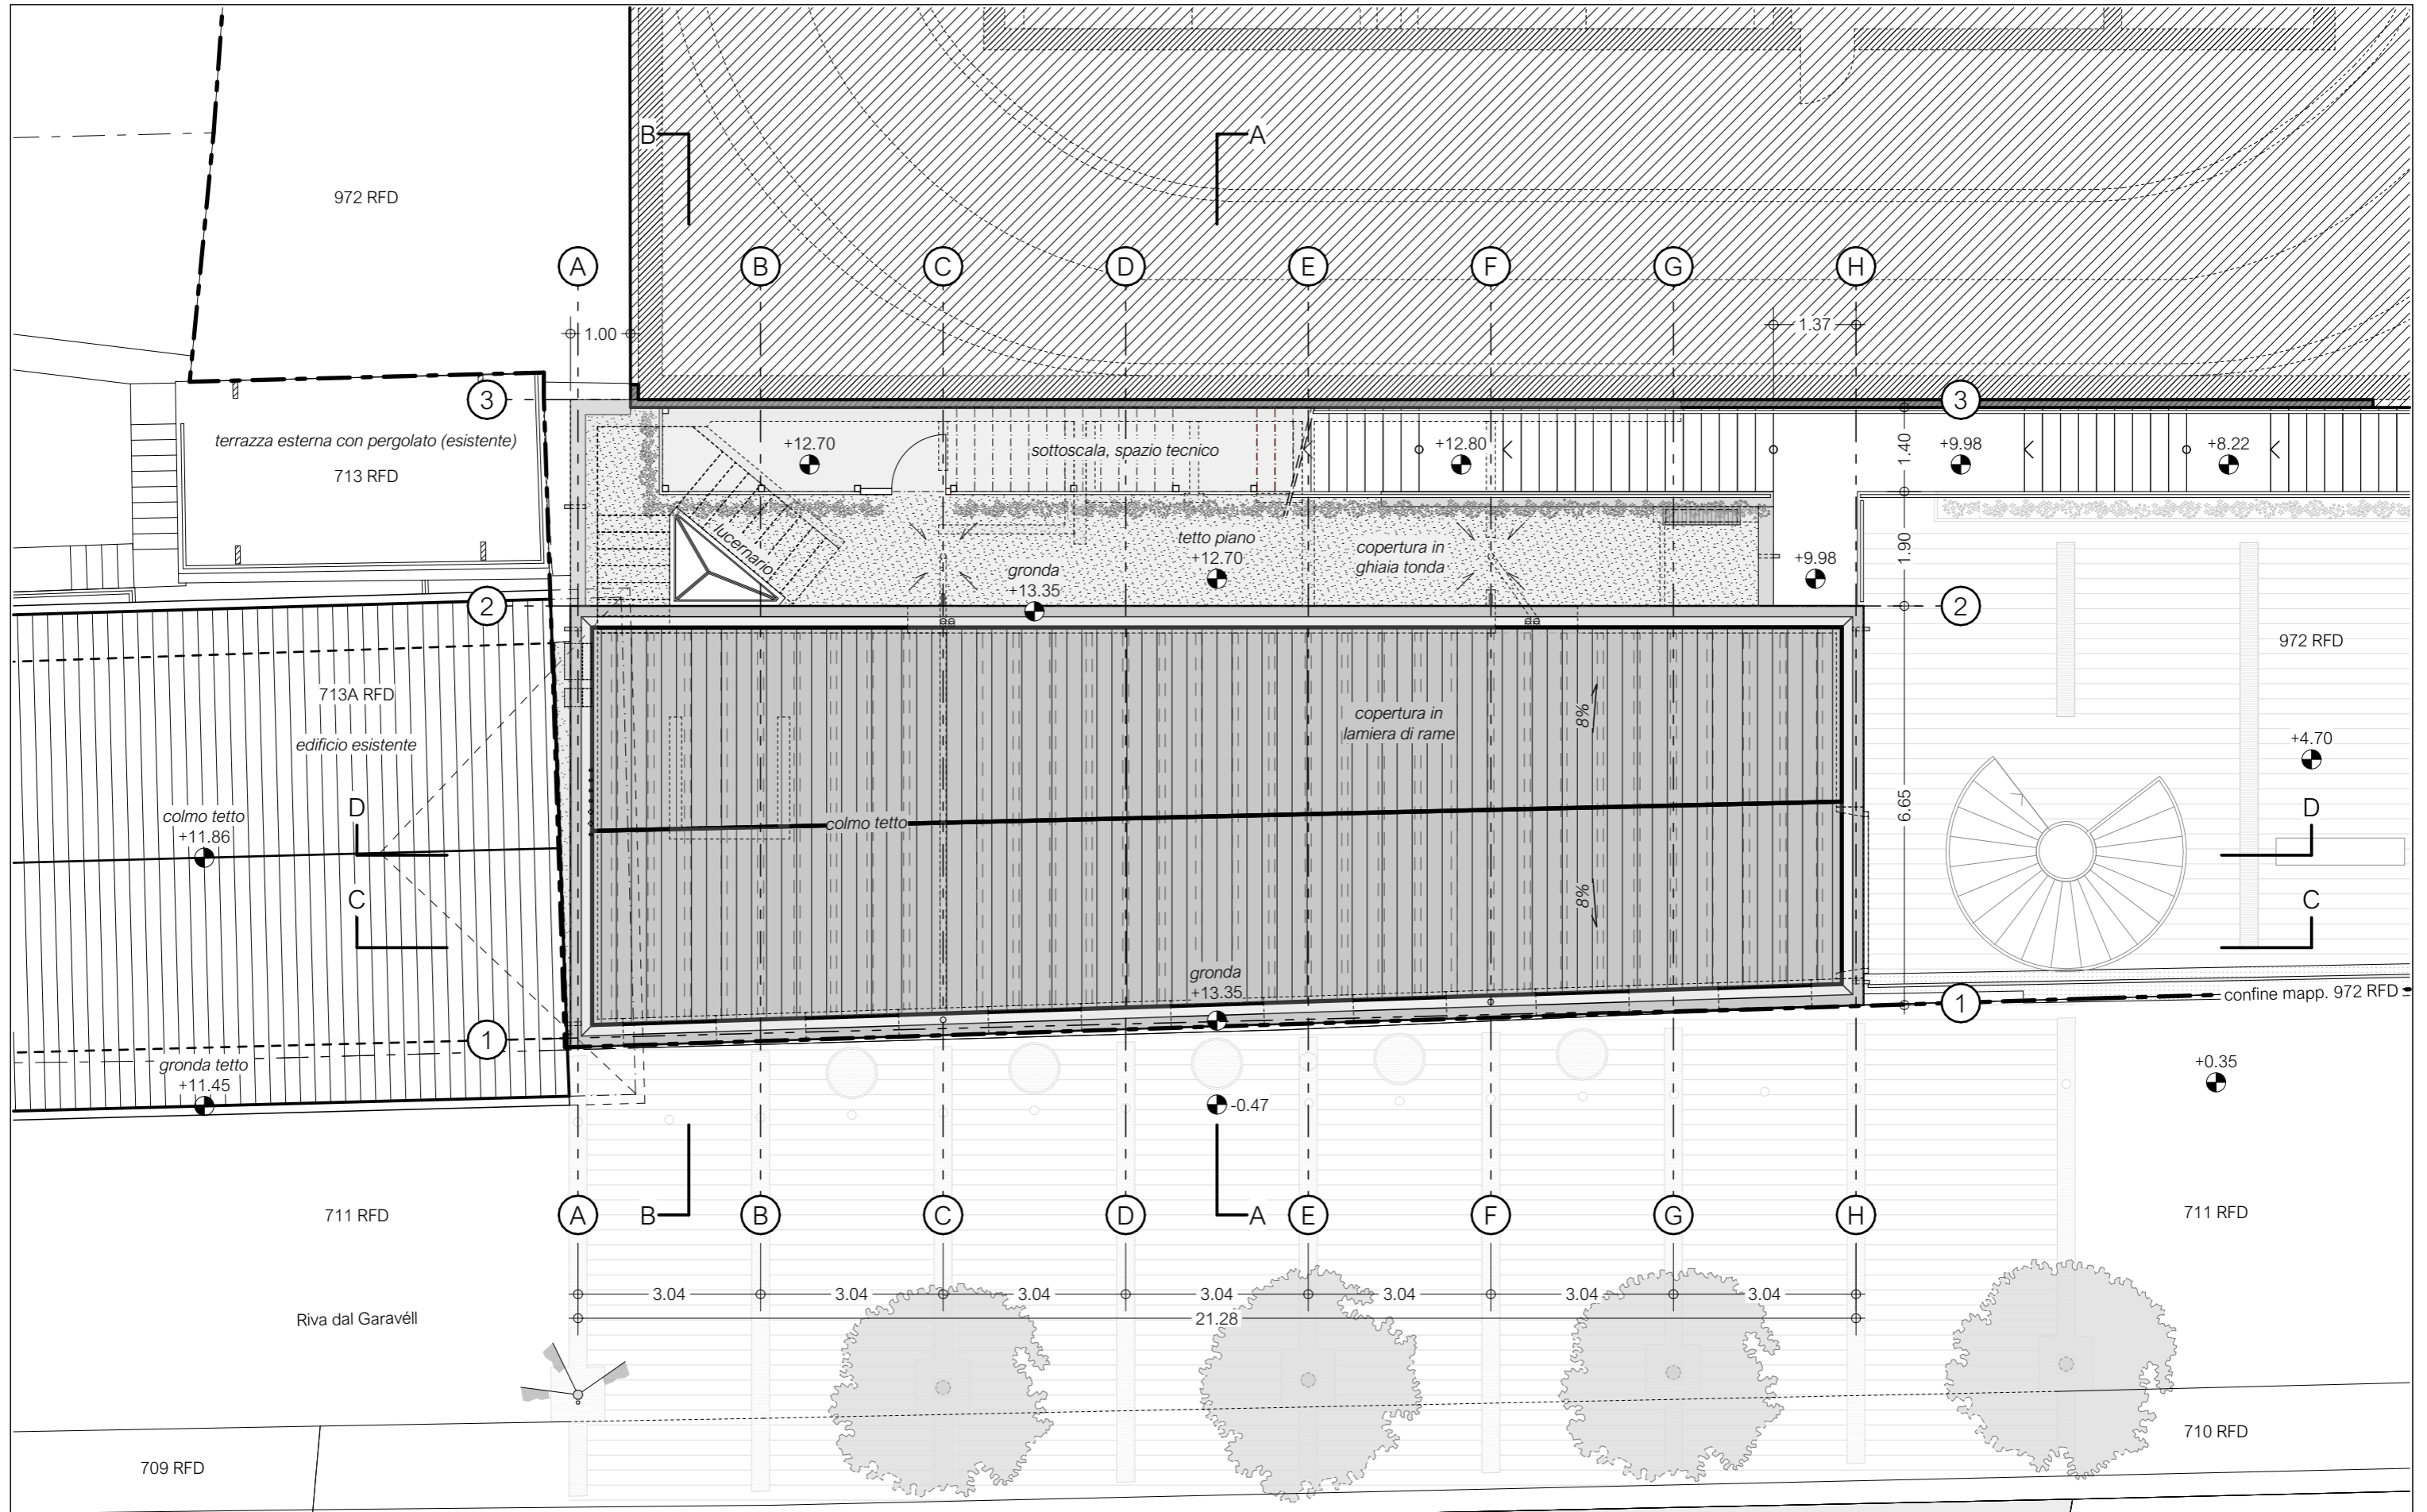 B
A
972 RFD
A
B
C
D
E
F
G
H
1.00
1.37
3
3
terrazza esterna con pergolato (esistente)
713 RFD
+12.70
sottoscala, spazio tecnico
+12.80
+9.98
+8.22
1.40
lucernario
tetto piano
+12.70
copertura in
ghiaia tonda
gronda
+13.35
+9.98
1.90
2
2
972 RFD
713A RFD
edificio esistente
copertura in
lamiera di rame
8%
+4.70
colmo tetto
+11.86
D
colmo tetto
6.65
D
C
8%
C
gronda
+13.35
confine mapp. 972 RFD
1
1
gronda tetto
+11.45
-0.47
+0.35
711 RFD
A
B
B
C
D
A
E
F
G
H
711 RFD
3.04
3.04
3.04
3.04
3.04
3.04
3.04
21.28
Riva dal Garavéll
710 RFD
709 RFD